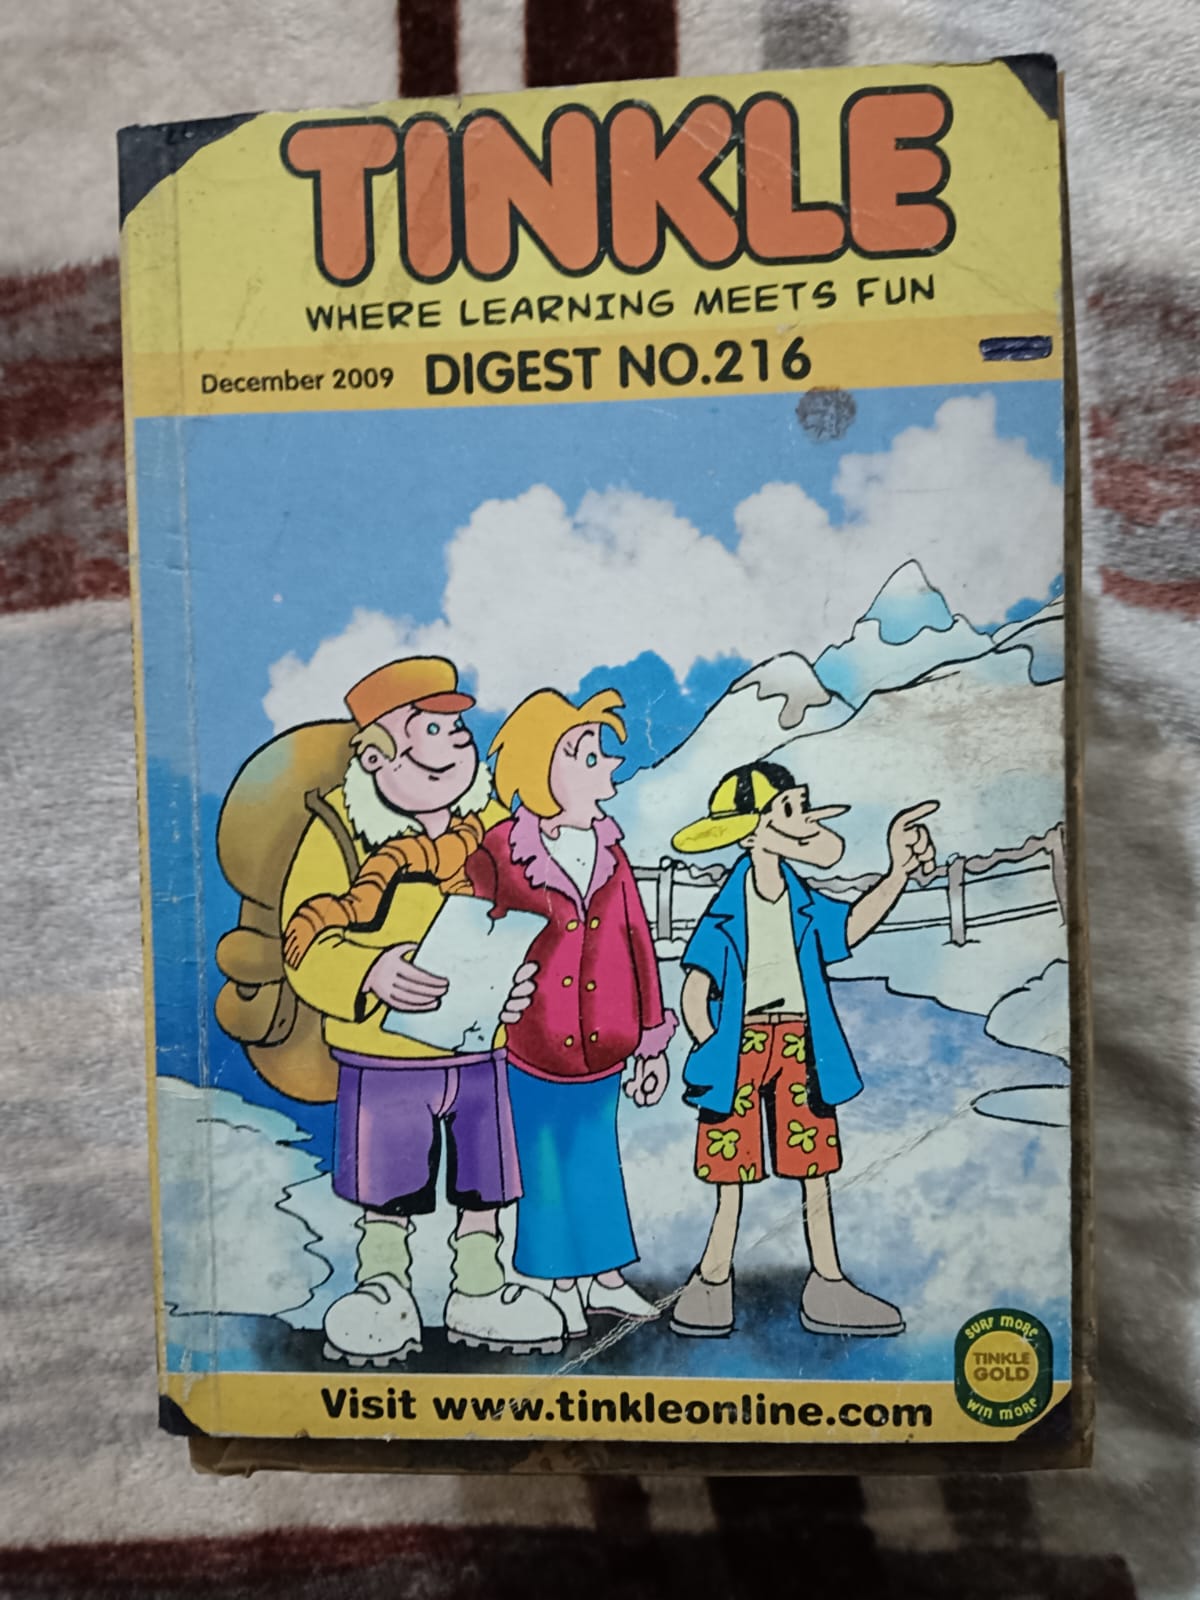 TINKLE
WHERE LEARNING MEETS FUN
December 2009 DIGEST NO.216
SURF MORE
TINKLE
GOLD
WIN MORE
Visit www.tinkleonline.com